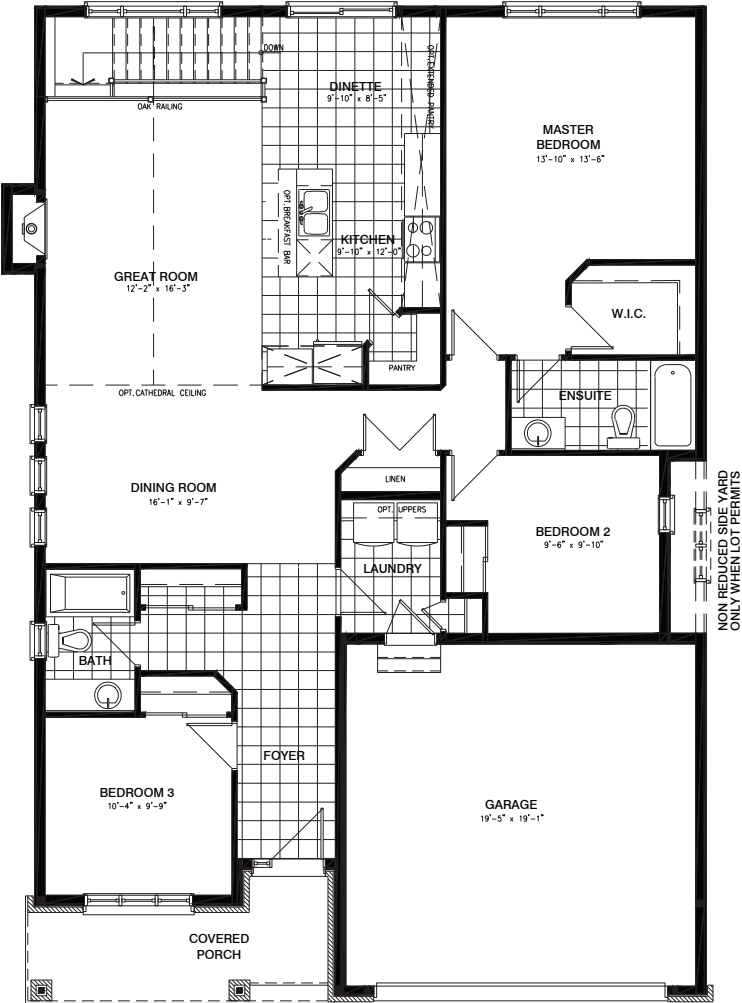 DOWN
OAK RAILING
DINETTE
9'-10" x 8'-5"
OPT. EXTENDED PANTRY
MASTER
BEDROOM
13'-10" x 13'-6"
OPT. BREAKFAST BAR
KITCHEN
9'-10" x 12'-0"
GREAT ROOM
12'-2" x 16'-3"
W.I.C.
PANTRY
OPT. CATHEDRAL CEILING
ENSUITE
LINEN
DINING ROOM
16'-1" x 9'-7"
OPT. UPPERS
BEDROOM 2
9'-6" x 9'-10"
NON REDUCED SIDE YARD
ONLY WHEN LOT PERMITS
LAUNDRY
BATH
FOYER
BEDROOM 3
10'-4" x 9'-9"
GARAGE
19'-5" x 19'-1"
COVERED
PORCH